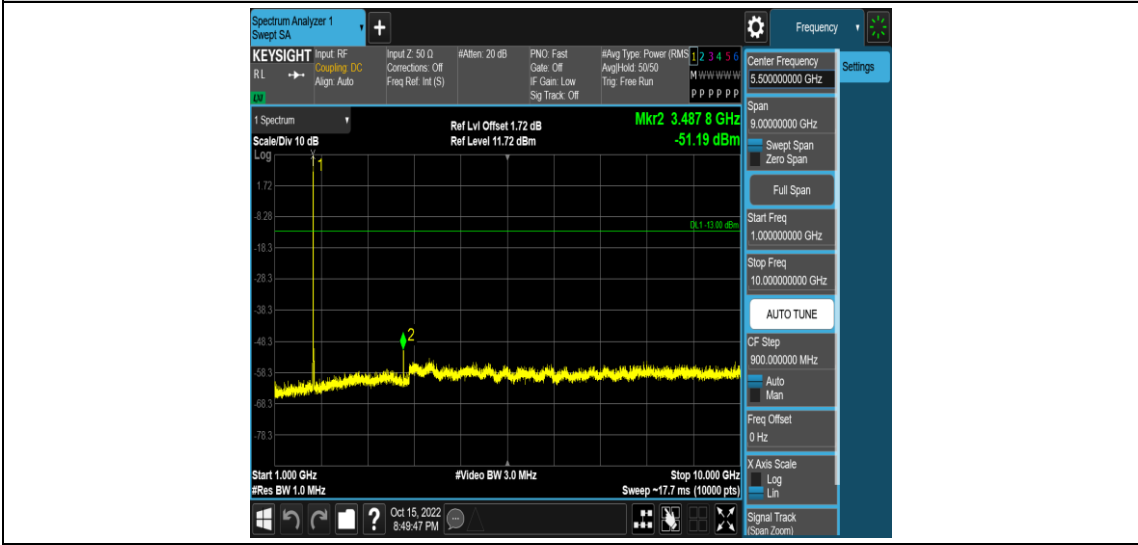 Spectrum Analyzer 1
Swept SA
+
Frequency
KEYSIGHT
RL
LNI
Input: RF
Coupling: DC
Align: Auto
Input Z: 50 Ω
Corrections: Off
Freq Ref: Int (S)
#Atten: 20 dB
PNO: Fast
Gate: Off
IF Gain: Low
Sig Track: Off
#Avg Type: Power (RMS
Avg|Hold: 50/50
Trig: Free Run
1 2 3 4 5 6
M W W W W W
P P P P P P
1 Spectrum
Scale/Div 10 dB
Log
Ref Lvl Offset 1.72 dB
Ref Level 11.72 dBm
Mkr2 3.487 8 GHz
-51.19 dBm
1
1.72
-8.28
DL1 -13.00 dBm
-18.3
-28.3
-38.3
2
-48.3
-58.3
-68.3
-78.3
Start 1.000 GHz
#Res BW 1.0 MHz
#Video BW 3.0 MHz
Stop 10.000 GHz
Sweep ~17.7 ms (10000 pts)
?
Oct 15, 2022
8:49:47 PM
Center Frequency
5.500000000 GHz
Settings
Span
9.00000000 GHz
Swept Span
Zero Span
Full Span
Start Freq
1.000000000 GHz
Stop Freq
10.000000000 GHz
AUTO TUNE
CF Step
900.000000 MHz
Auto
Man
Freq Offset
0 Hz
X Axis Scale
Log
Lin
Signal Track
(Span Zoom)